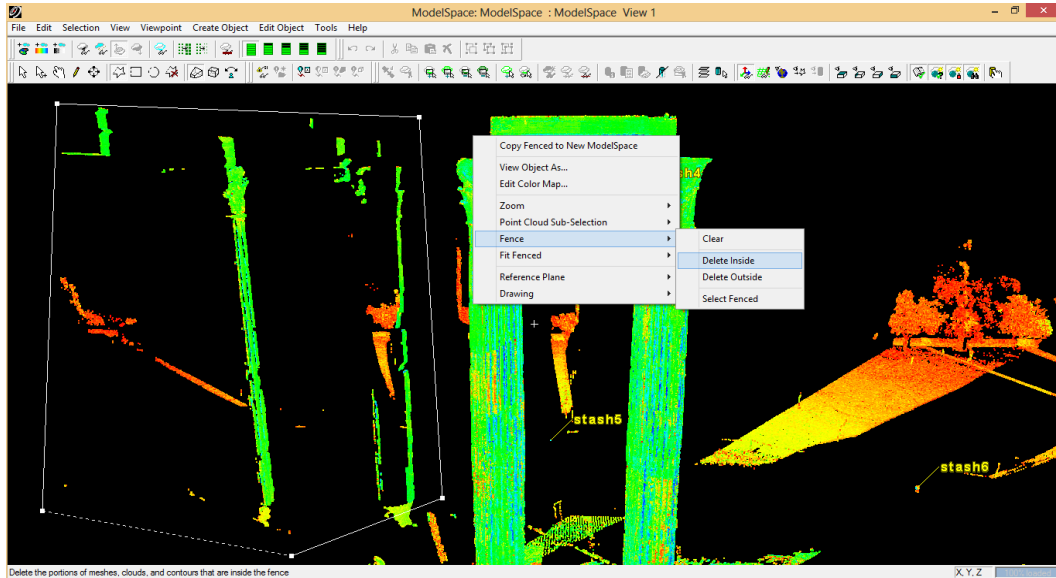 ModelSpace: ModelSpace : ModelSpace View 1
File Edit Selection View Viewpoint Create Object Edit Object Tools Help
Copy Fenced to New ModelSpace
View Object As...
Edit Color Map...
Zoom
Point Cloud Sub-Selection
Fence
Fit Fenced
Reference Plane
Drawing
Clear
Delete Inside
Delete Outside
Select Fenced
sh4
stash5
stash6
Delete the portions of meshes, clouds, and contours that are inside the fence
X, Y, Z